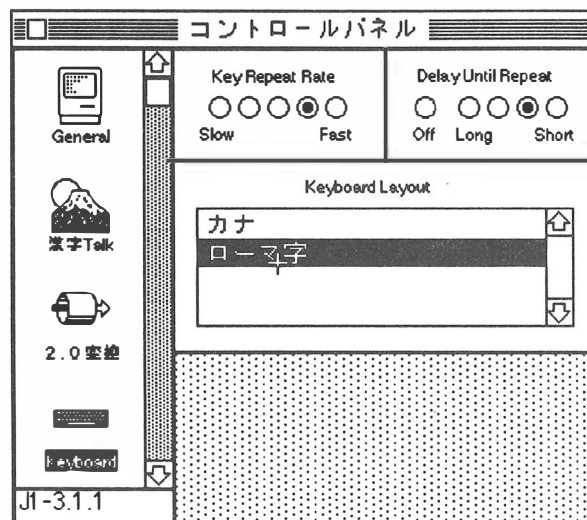 コントロールパネル
General
漢字Talk
2.0変換
Keyboard
J1-3.1.1
Key Repeat Rate
Slow
Fast
Delay Until Repeat
Off
Long
Short
Keyboard Layout
カナ
ローマ字